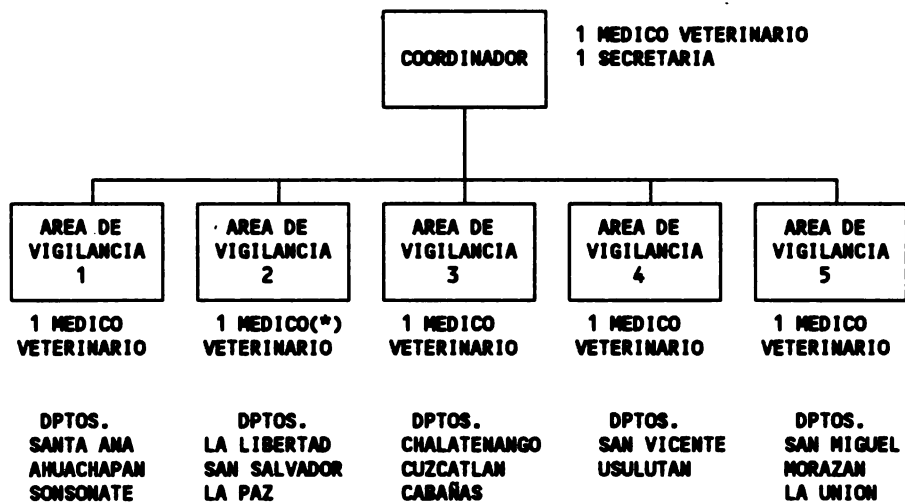 COORDINADOR
1 MEDICO VETERINARIO
1 SECRETARIA
AREA DE
VIGILANCIA
1
1 MEDICO
VETERINARIO
DPTOS.
SANTA ANA
AHUACHAPAN
SONSONATE
AREA DE
VIGILANCIA
2
1 MEDICO(*)
VETERINARIO
DPTOS.
LA LIBERTAD
SAN SALVADOR
LA PAZ
AREA DE
VIGILANCIA
3
1 MEDICO
VETERINARIO
DPTOS.
CHALATENANGO
CUZCATLAN
CABAÑAS
AREA DE
VIGILANCIA
4
1 MEDICO
VETERINARIO
DPTOS.
SAN VICENTE
USULUTAN
AREA DE
VIGILANCIA
5
1 MEDICO
VETERINARIO
DPTOS.
SAN MIGUEL
MORAZAN
LA UNION